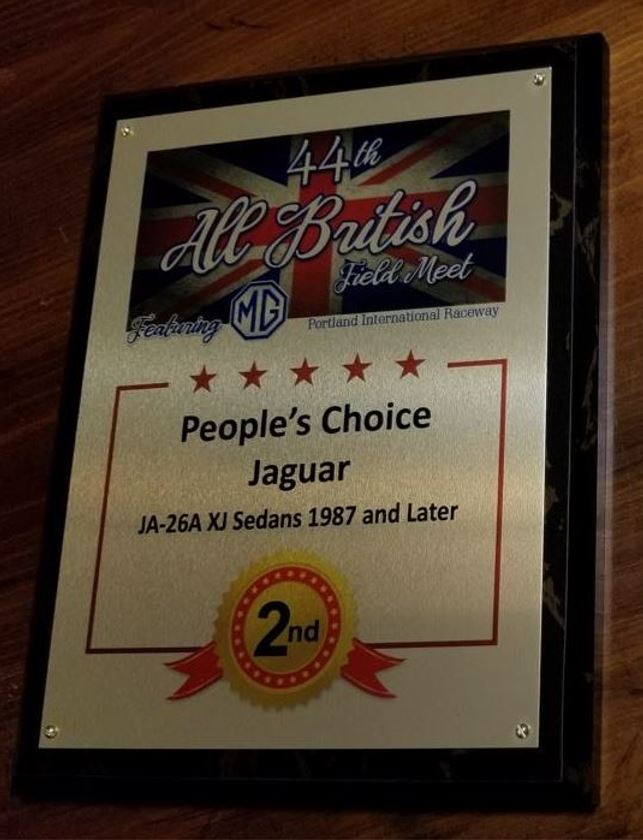 44th
All British
Field Meet
Featuring MG
Portland International Raceway
People's Choice
Jaguar
JA-26A XJ Sedans 1987 and Later
2nd